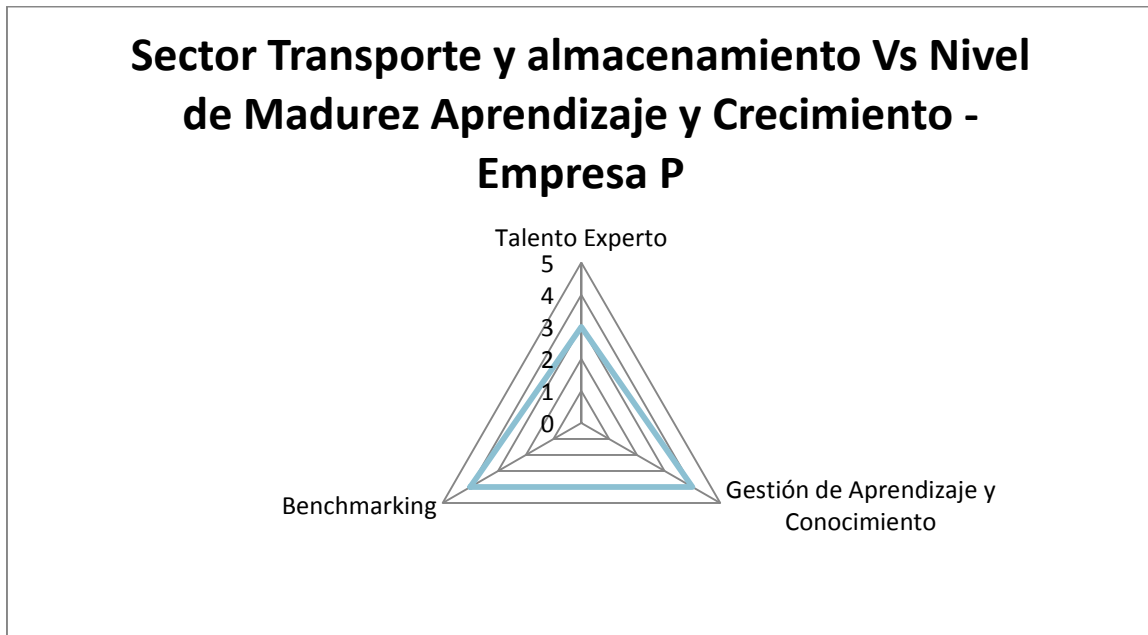 Sector Transporte y almacenamiento Vs Nivel
de Madurez Aprendizaje y Crecimiento -
Empresa P
Talento Experto
5
4
3
2
1
0
Benchmarking
Gestión de Aprendizaje y
Conocimiento